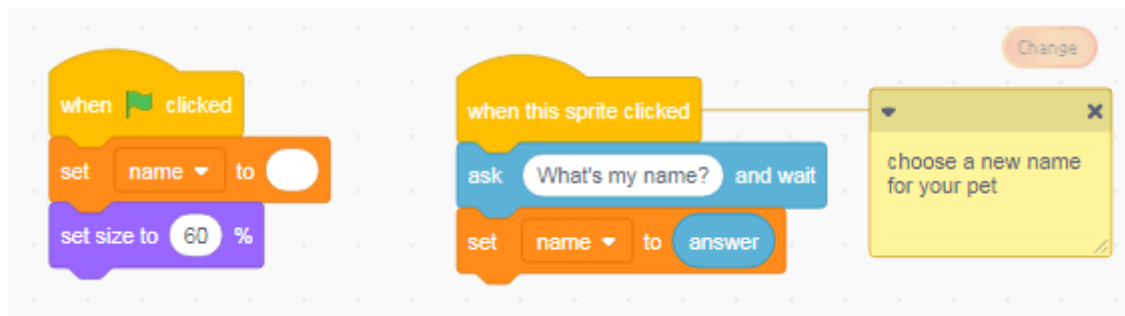 Change
when clicked
set name to
set size to 60 %
when this sprite clicked
ask What's my name? and wait
set name to answer
choose a new name
for your pet